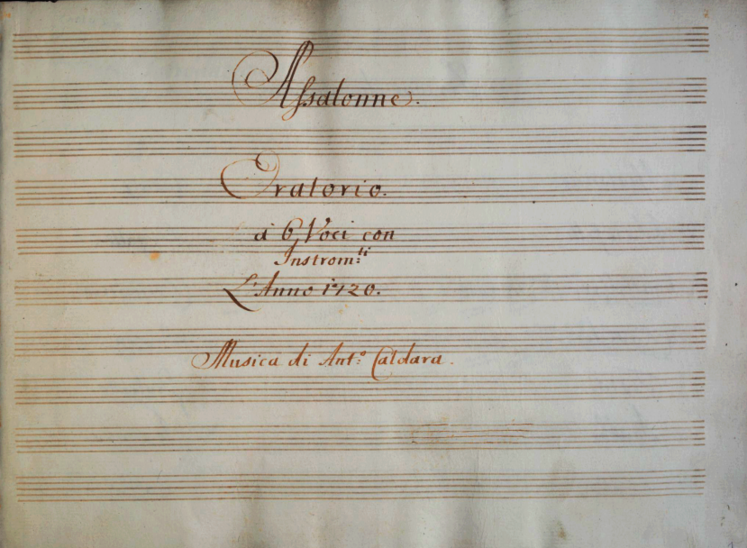 Assalonne.
Oratorio.
à 6 Voci con
Instrom:ti
L'Anno 1720.
Musica di Ant:o Caldara.